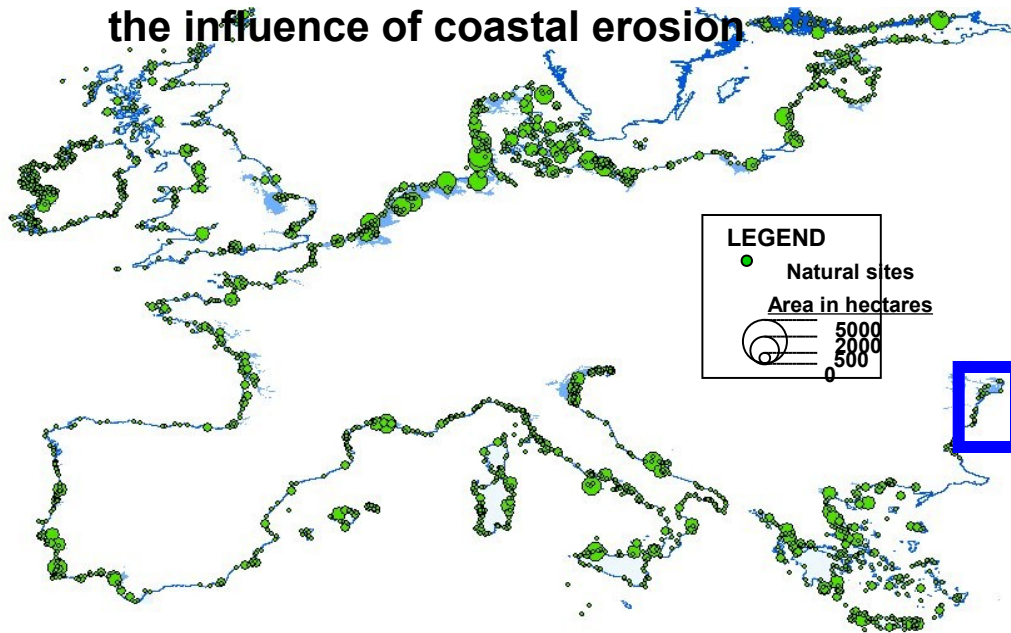 the influence of coastal erosion
LEGEND
Natural sites
Area in hectares
5000
2000
500
0